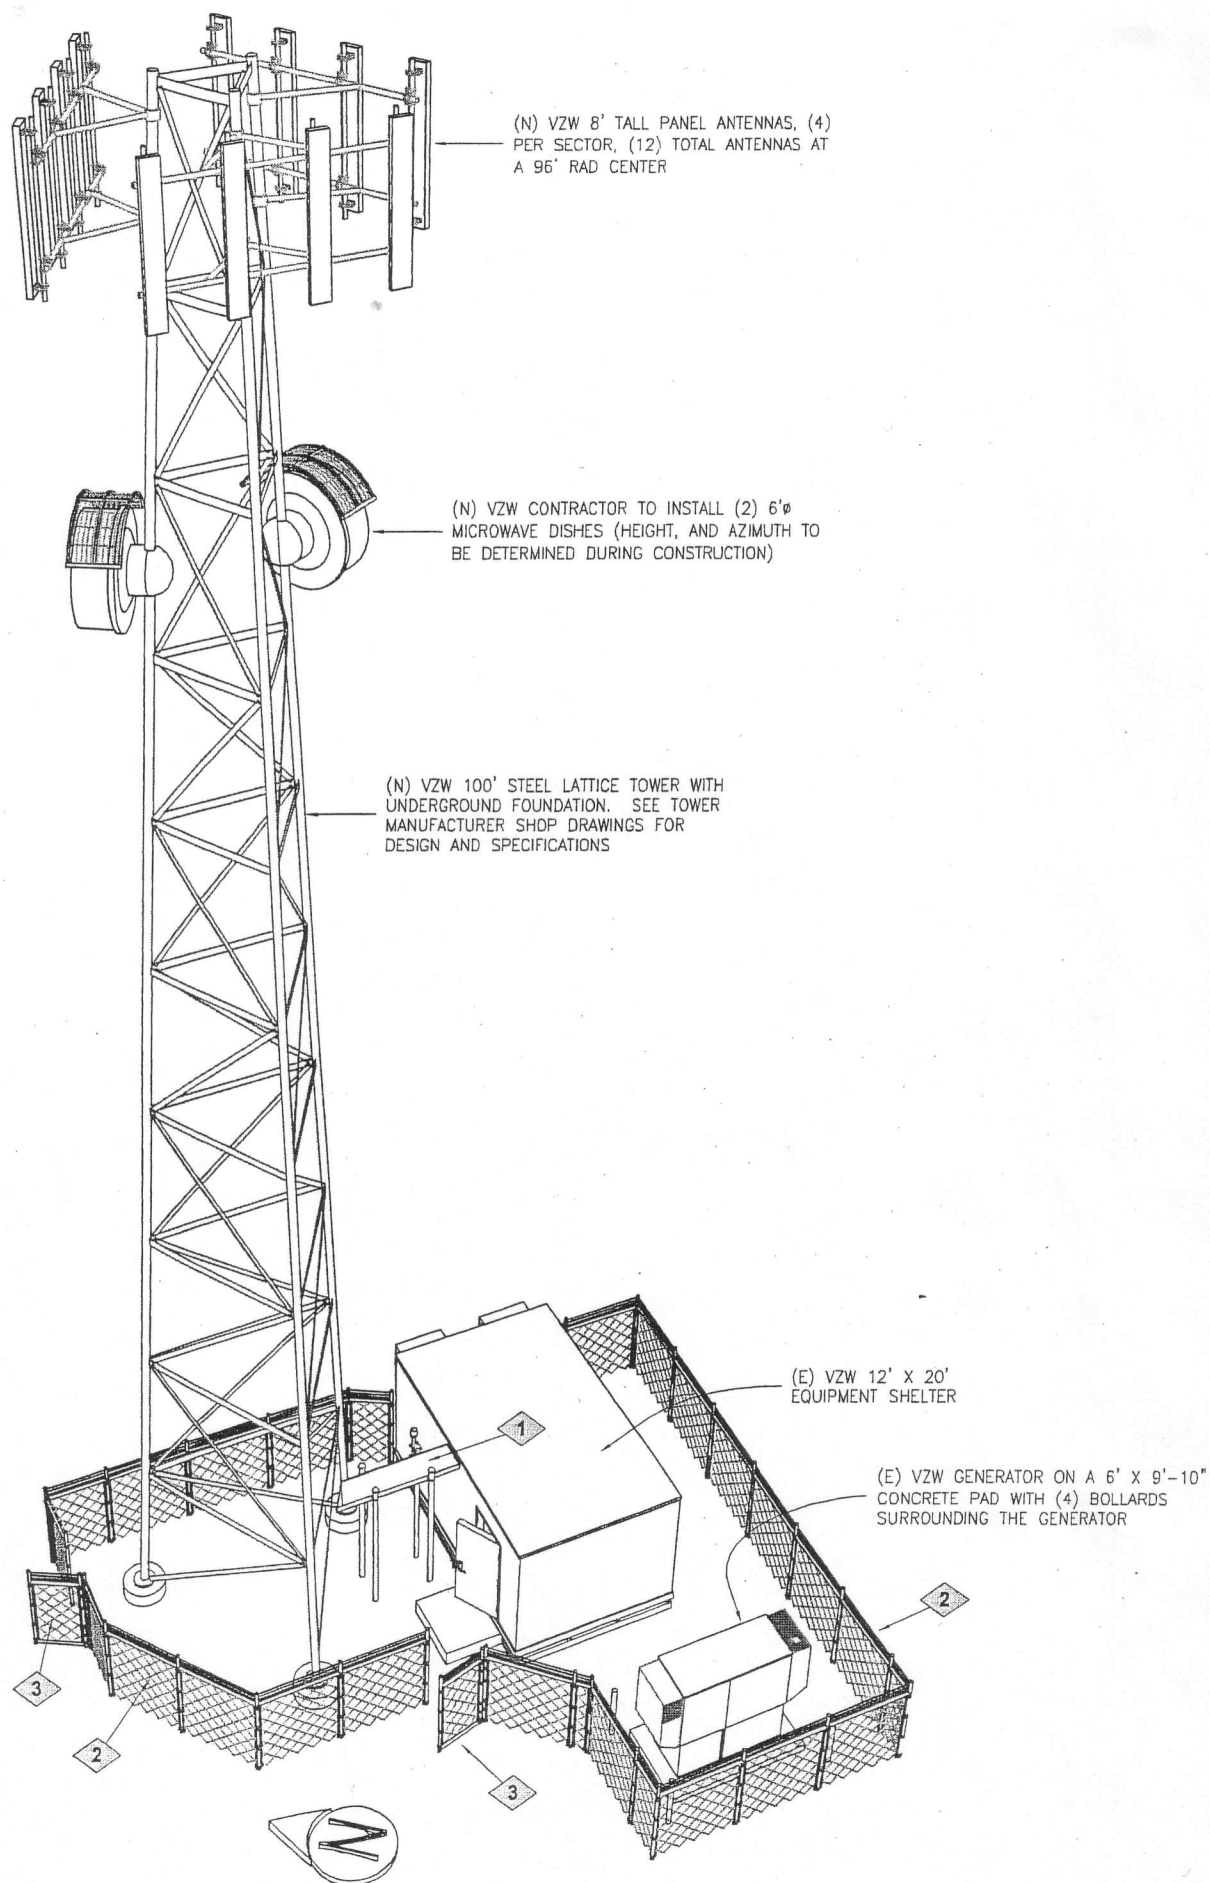 (N) VZW 8' TALL PANEL ANTENNAS, (4)
PER SECTOR, (12) TOTAL ANTENNAS AT
A 96' RAD CENTER
(N) VZW CONTRACTOR TO INSTALL (2) 6'ø
MICROWAVE DISHES (HEIGHT, AND AZIMUTH TO
BE DETERMINED DURING CONSTRUCTION)
(N) VZW 100' STEEL LATTICE TOWER WITH
UNDERGROUND FOUNDATION. SEE TOWER
MANUFACTURER SHOP DRAWINGS FOR
DESIGN AND SPECIFICATIONS
(E) VZW 12' X 20'
EQUIPMENT SHELTER
1
(E) VZW GENERATOR ON A 6' X 9'-10"
CONCRETE PAD WITH (4) BOLLARDS
SURROUNDING THE GENERATOR
2
3
2
3
N